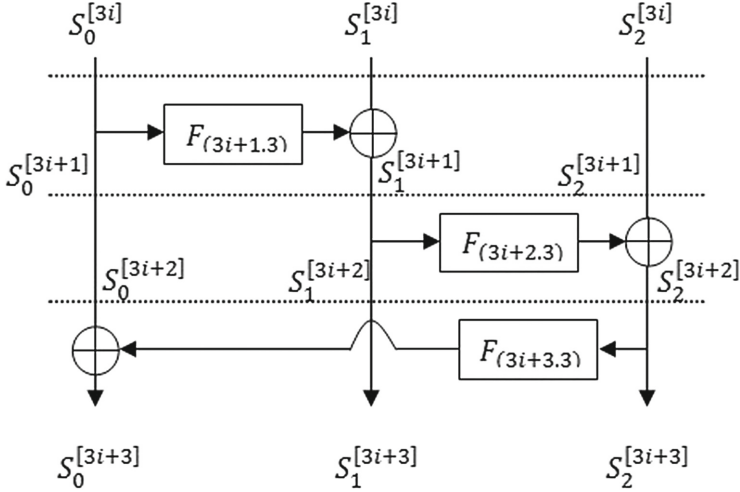 S_0^[3i] S_1^[3i] S_2^[3i]
F_(3i+1.3)
S_0^[3i+1] S_1^[3i+1] S_2^[3i+1]
F_(3i+2.3)
S_0^[3i+2] S_1^[3i+2] S_2^[3i+2]
F_(3i+3.3)
S_0^[3i+3] S_1^[3i+3] S_2^[3i+3]